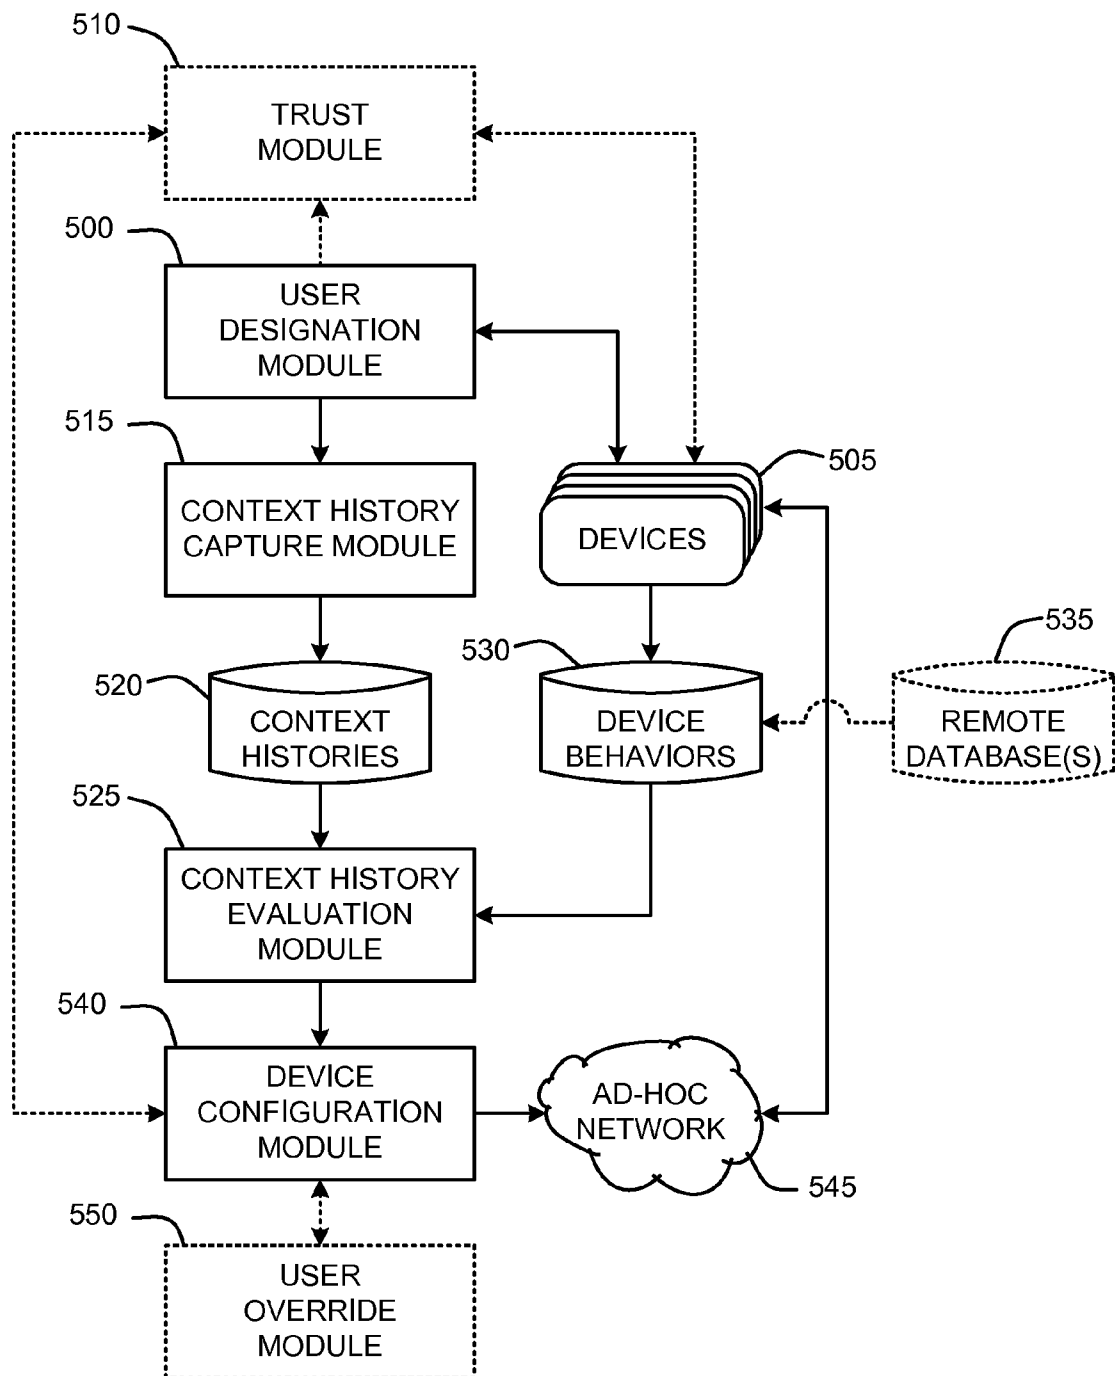 510
TRUST
MODULE
500
USER
DESIGNATION
MODULE
515
CONTEXT HISTORY
CAPTURE MODULE
505
DEVICES
520
CONTEXT
HISTORIES
530
DEVICE
BEHAVIORS
535
REMOTE
DATABASE(S)
525
CONTEXT HISTORY
EVALUATION
MODULE
540
DEVICE
CONFIGURATION
MODULE
AD-HOC
NETWORK
545
550
USER
OVERRIDE
MODULE